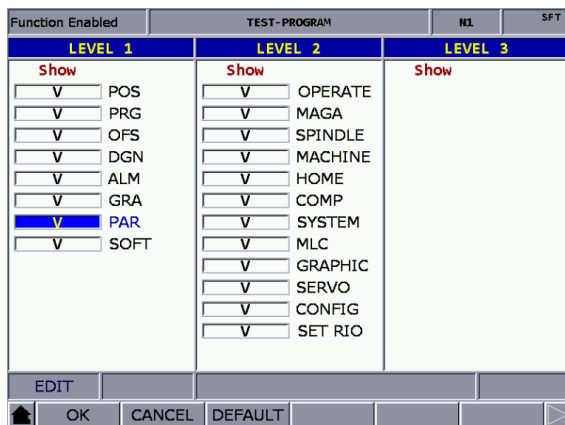 Function Enabled TEST-PROGRAM N1 SFT
LEVEL 1 LEVEL 2 LEVEL 3
Show Show Show
V POS V OPERATE
V PRG V MAGA
V OFS V SPINDLE
V DGN V MACHINE
V ALM V HOME
V GRA V COMP
V PAR V SYSTEM
V SOFT V MLC
V GRAPHIC
V SERVO
V CONFIG
V SET RIO
EDIT
OK CANCEL DEFAULT